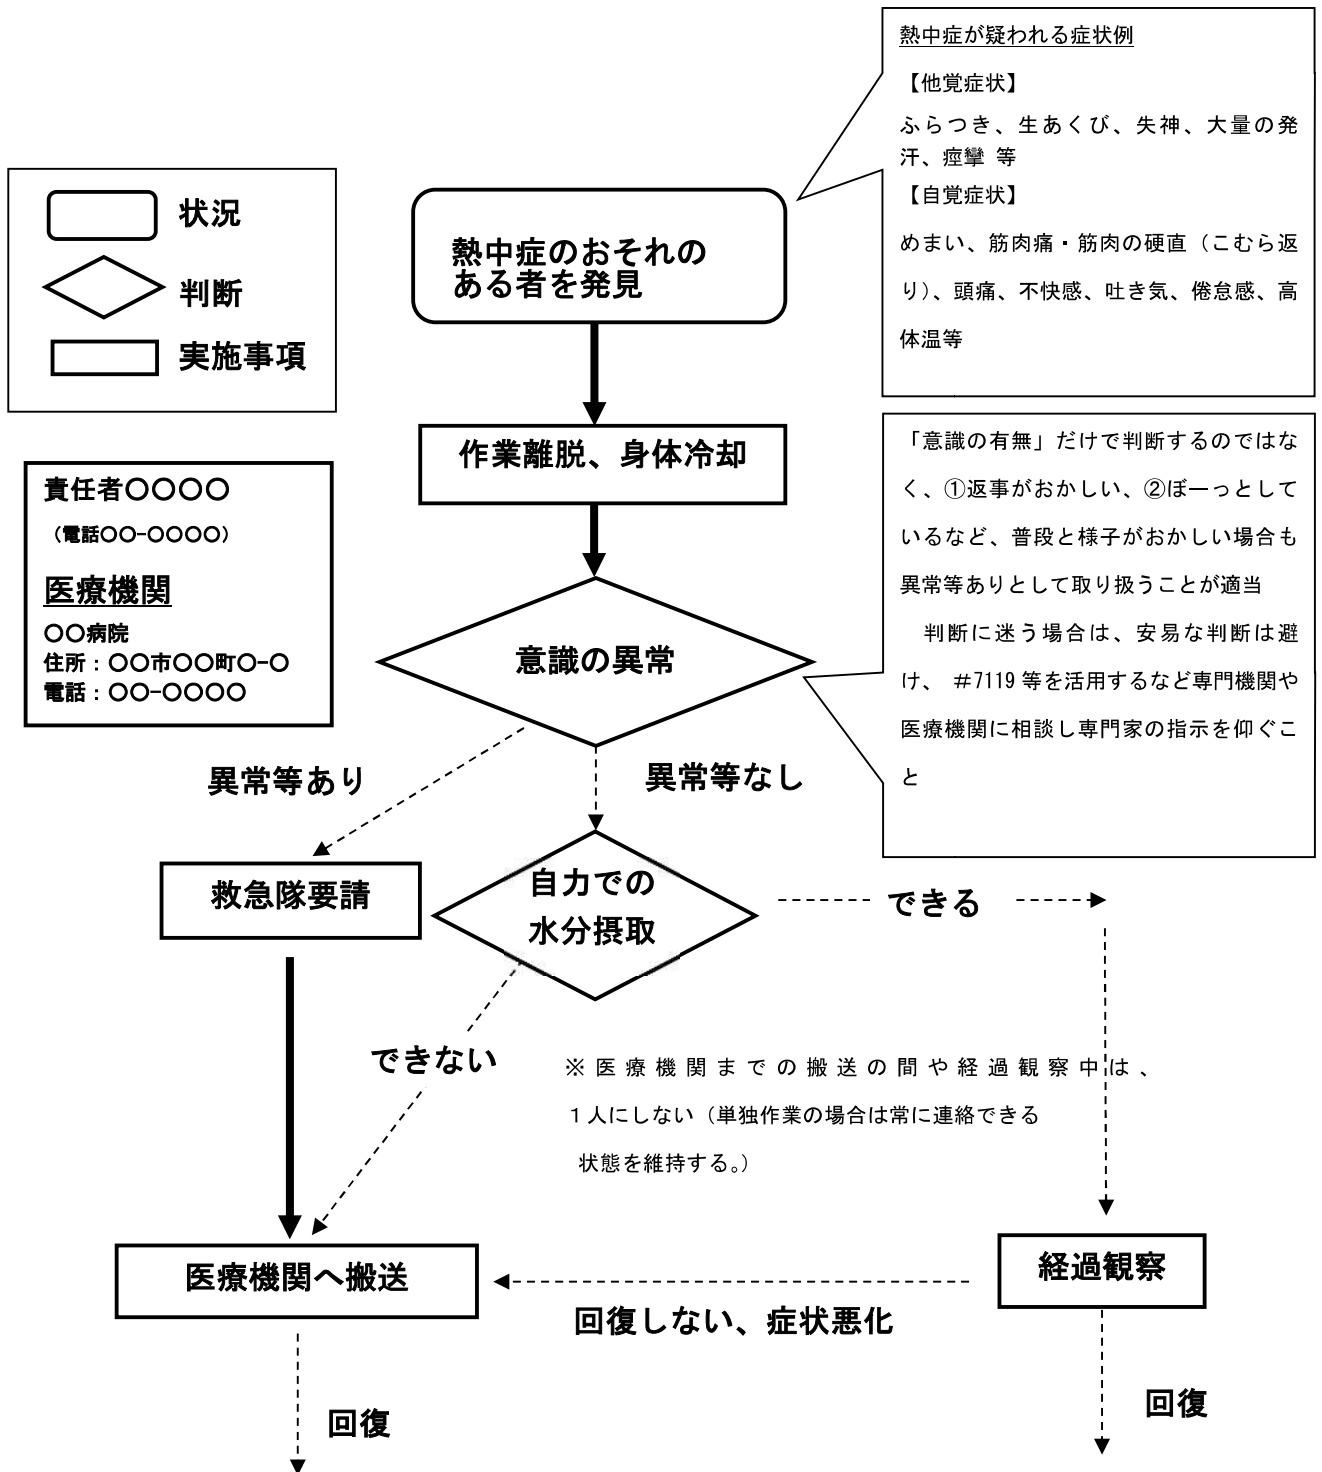 熱中症が疑われる症状例
【他覚症状】
ふらつき、生あくび、失神、大量の発
汗、痙攣 等
【自覚症状】
めまい、筋肉痛・筋肉の硬直（こむら返
り）、頭痛、不快感、吐き気、倦怠感、高
体温等
状況
判断
実施事項
熱中症のおそれの
ある者を発見
作業離脱、身体冷却
責任者〇〇〇〇
（電話〇〇-〇〇〇〇）
医療機関
〇〇病院
住所：〇〇市〇〇町〇-〇
電話：〇〇-〇〇〇〇
「意識の有無」だけで判断するのではな
く、①返事がおかしい、②ぼーっとして
いるなど、普段と様子がおかしい場合も
異常等ありとして取り扱うことが適当
判断に迷う場合は、安易な判断は避
け、 ＃7119 等を活用するなど専門機関や
医療機関に相談し専門家の指示を仰ぐこ
と
意識の異常
異常等あり
異常等なし
救急隊要請
自力での
水分摂取
できる
できない
※医療機関までの搬送の間や経過観察中は、
１人にしない（単独作業の場合は常に連絡できる
状態を維持する。）
医療機関へ搬送
経過観察
回復しない、症状悪化
回復
回復